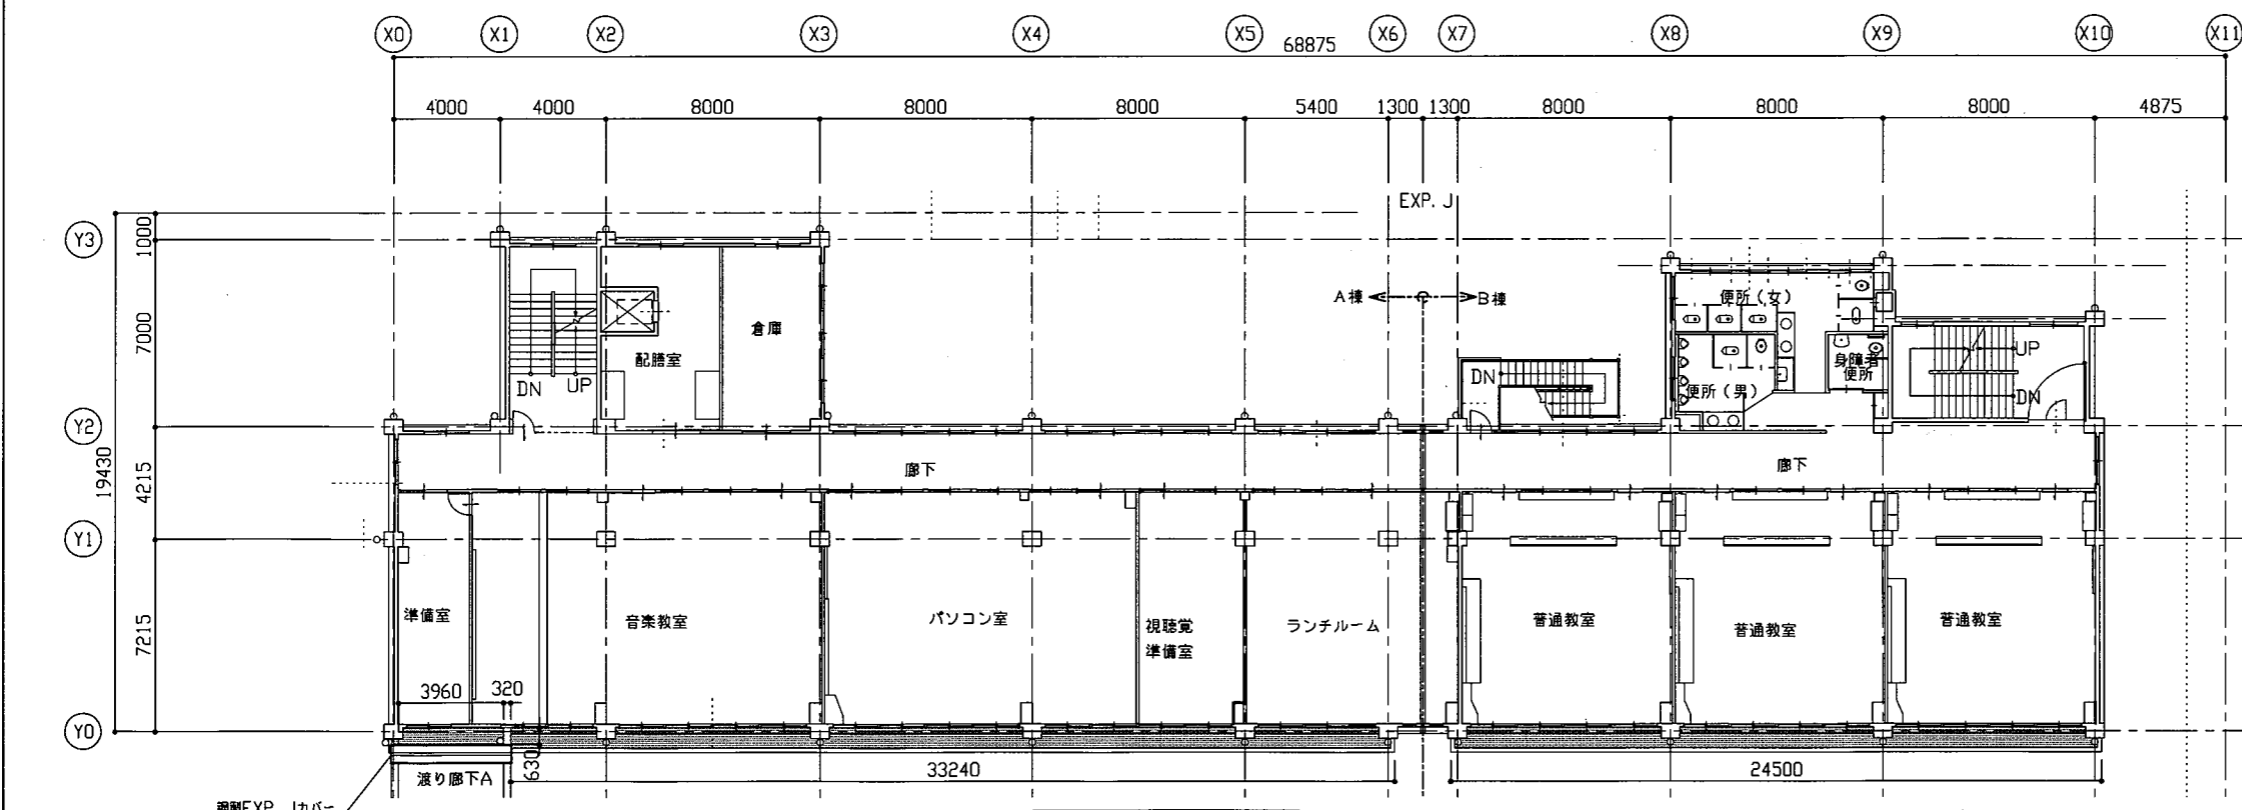 X0 X1 X2 X3 X4 X5 X6 X7 X8 X9 X10 X11
68875
4000 4000 8000 8000 8000 5400 1300 1300 8000 8000 8000 4875
EXP. J
Y3
1000
A棟 B棟
便所(女)
倉庫
7000
配膳室
UP
身障者
便所
DN UP
DN
便所(男)
DN
Y2
19430
4215
廊下
廊下
Y1
7215
準備室
音楽教室
パソコン室
視聴覚
準備室
ランチルーム
普通教室
普通教室
普通教室
3960 320
Y0
630
33240
24500
渡り廊下A
EXP. Jカバー